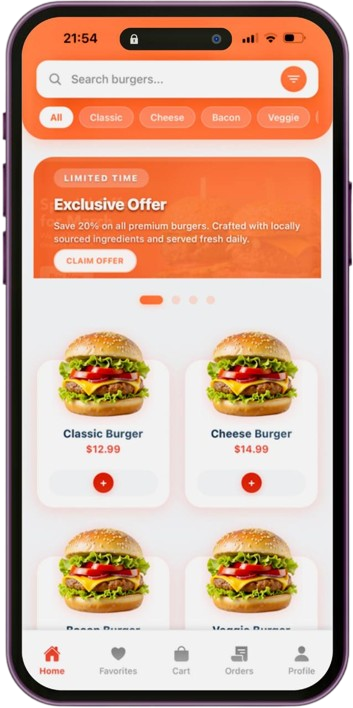 21:54
Search burgers...
All Classic Cheese Bacon Veggie
LIMITED TIME
Exclusive Offer
Save 20% on all premium burgers. Crafted with locally
sourced ingredients and served fresh daily.
CLAIM OFFER
Classic Burger Cheese Burger
$12.99 $14.99
+ +
Bacon Burger Veggie Burger
Home Favorites Cart Orders Profile